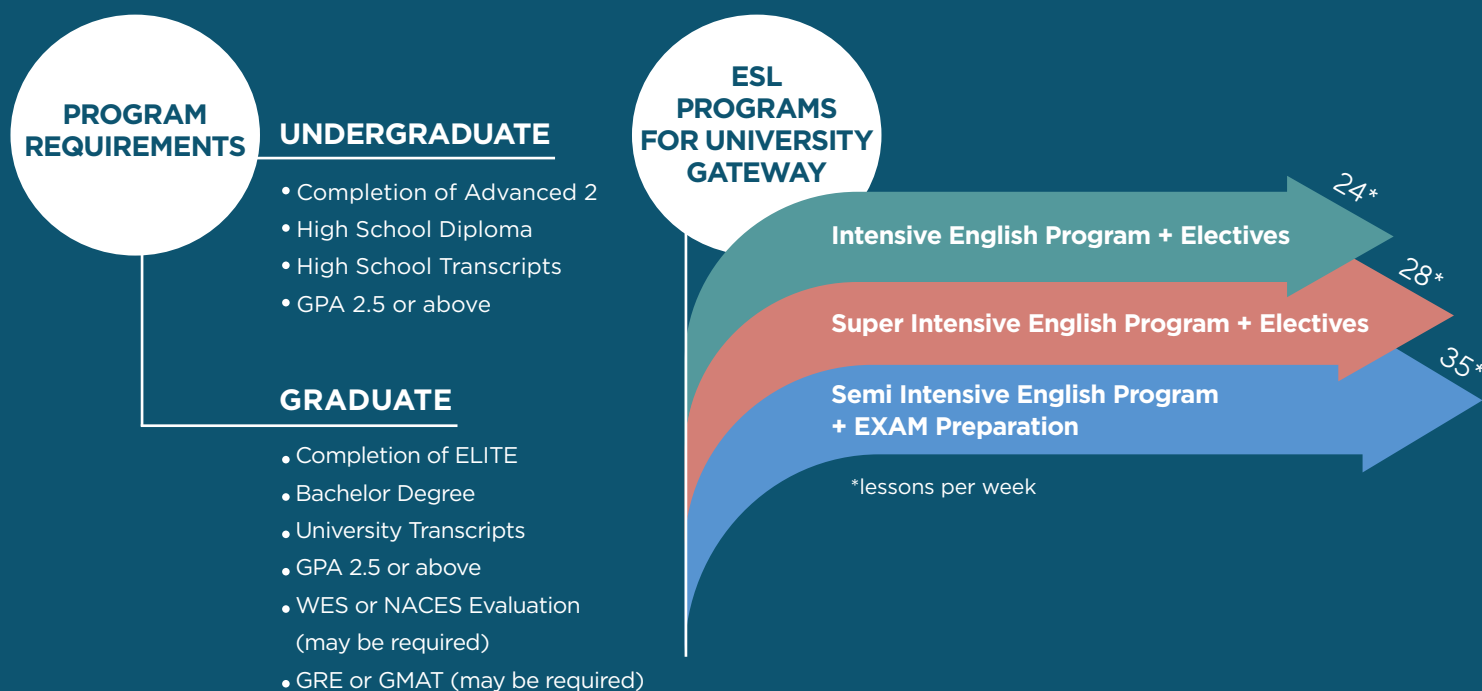 PROGRAM
REQUIREMENTS
UNDERGRADUATE
• Completion of Advanced 2
• High School Diploma
• High School Transcripts
• GPA 2.5 or above
GRADUATE
• Completion of ELITE
• Bachelor Degree
• University Transcripts
• GPA 2.5 or above
• WES or NACES Evaluation
(may be required)
• GRE or GMAT (may be required)
ESL
PROGRAMS
FOR UNIVERSITY
GATEWAY
Intensive English Program + Electives
24*
Super Intensive English Program + Electives
28*
Semi Intensive English Program
+ EXAM Preparation
35*
*lessons per week